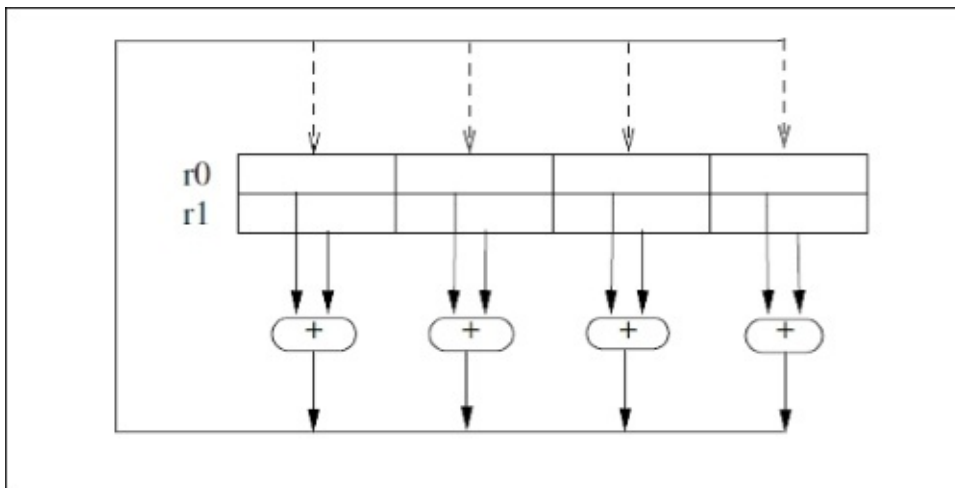 r0
r1
+ + + +